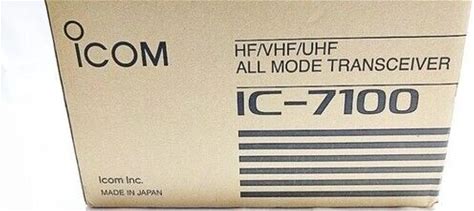 ICOM
HF/VHF/UHF
ALL MODE TRANSCEIVER
IC-7100
Icom Inc.
MADE IN JAPAN